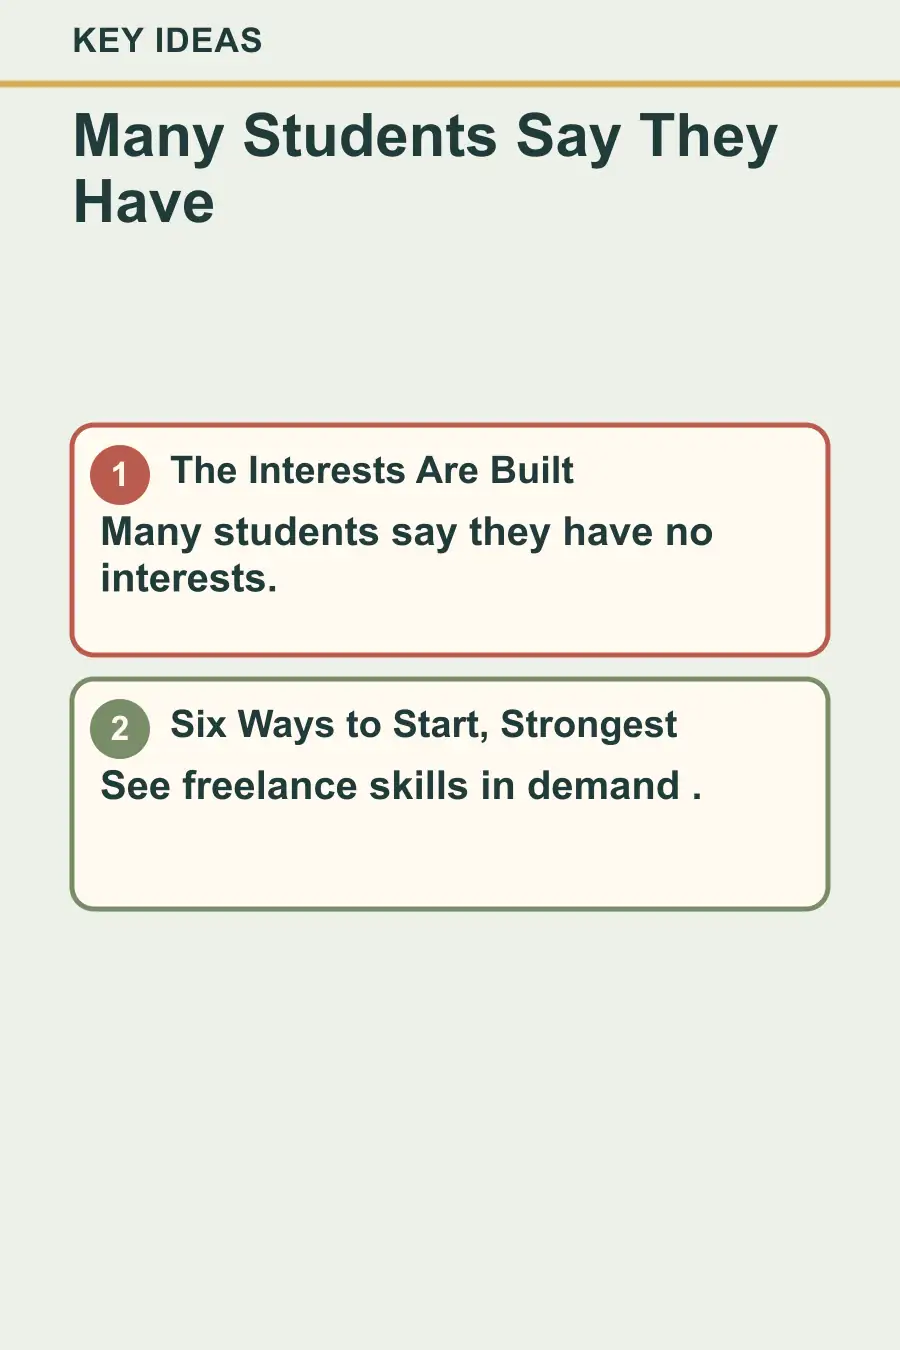 KEY IDEAS
Many Students Say They
Have
1 The Interests Are Built
Many students say they have no
interests.
2 Six Ways to Start, Strongest
See freelance skills in demand .